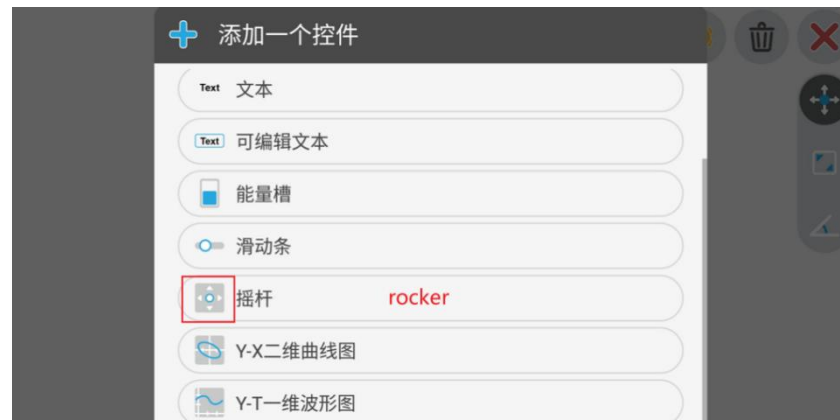 添加一个控件
Text 文本
Text 可编辑文本
能量槽
滑动条
摇杆 rocker
Y-X二维曲线图
Y-T一维波形图